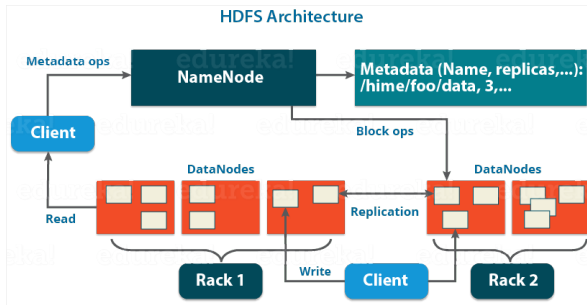 HDFS Architecture
Metadata ops
NameNode
Metadata (Name, replicas,...):
/hime/foo/data, 3,...
Client
Block ops
DataNodes
DataNodes
Read
Replication
Rack 1
Write
Client
Rack 2
edureka!